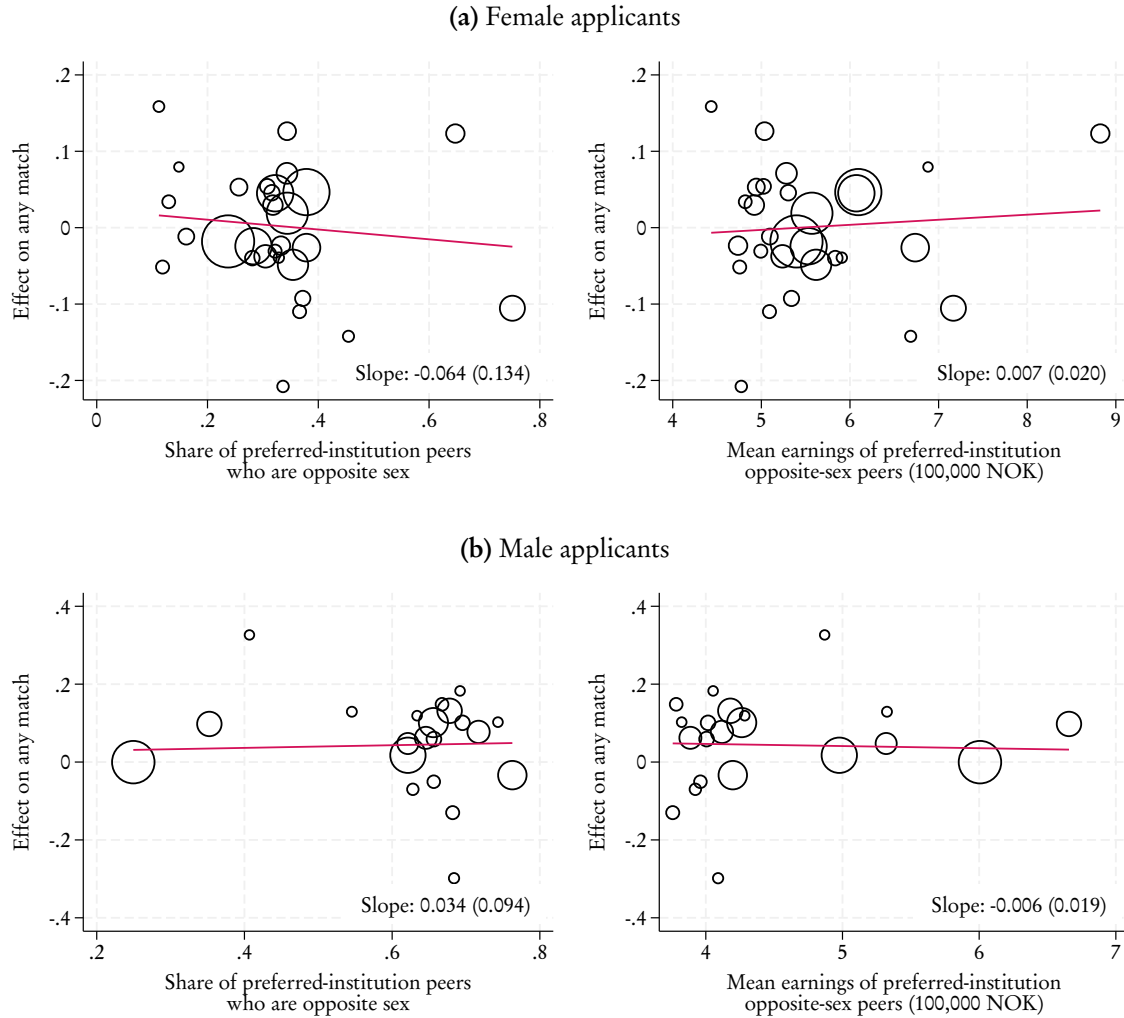 (a) Female applicants
.2
.1
0
-.1
-.2
Effect on any match
Slope: -0.064 (0.134)
0 .2 .4 .6 .8
Share of preferred-institution peers
who are opposite sex
.2
.1
0
-.1
-.2
Effect on any match
Slope: 0.007 (0.020)
4 5 6 7 8 9
Mean earnings of preferred-institution
opposite-sex peers (100,000 NOK)
(b) Male applicants
.4
.2
0
-.2
-.4
Effect on any match
Slope: 0.034 (0.094)
.2 .4 .6 .8
Share of preferred-institution peers
who are opposite sex
.4
.2
0
-.2
-.4
Effect on any match
Slope: -0.006 (0.019)
4 5 6 7
Mean earnings of preferred-institution
opposite-sex peers (100,000 NOK)